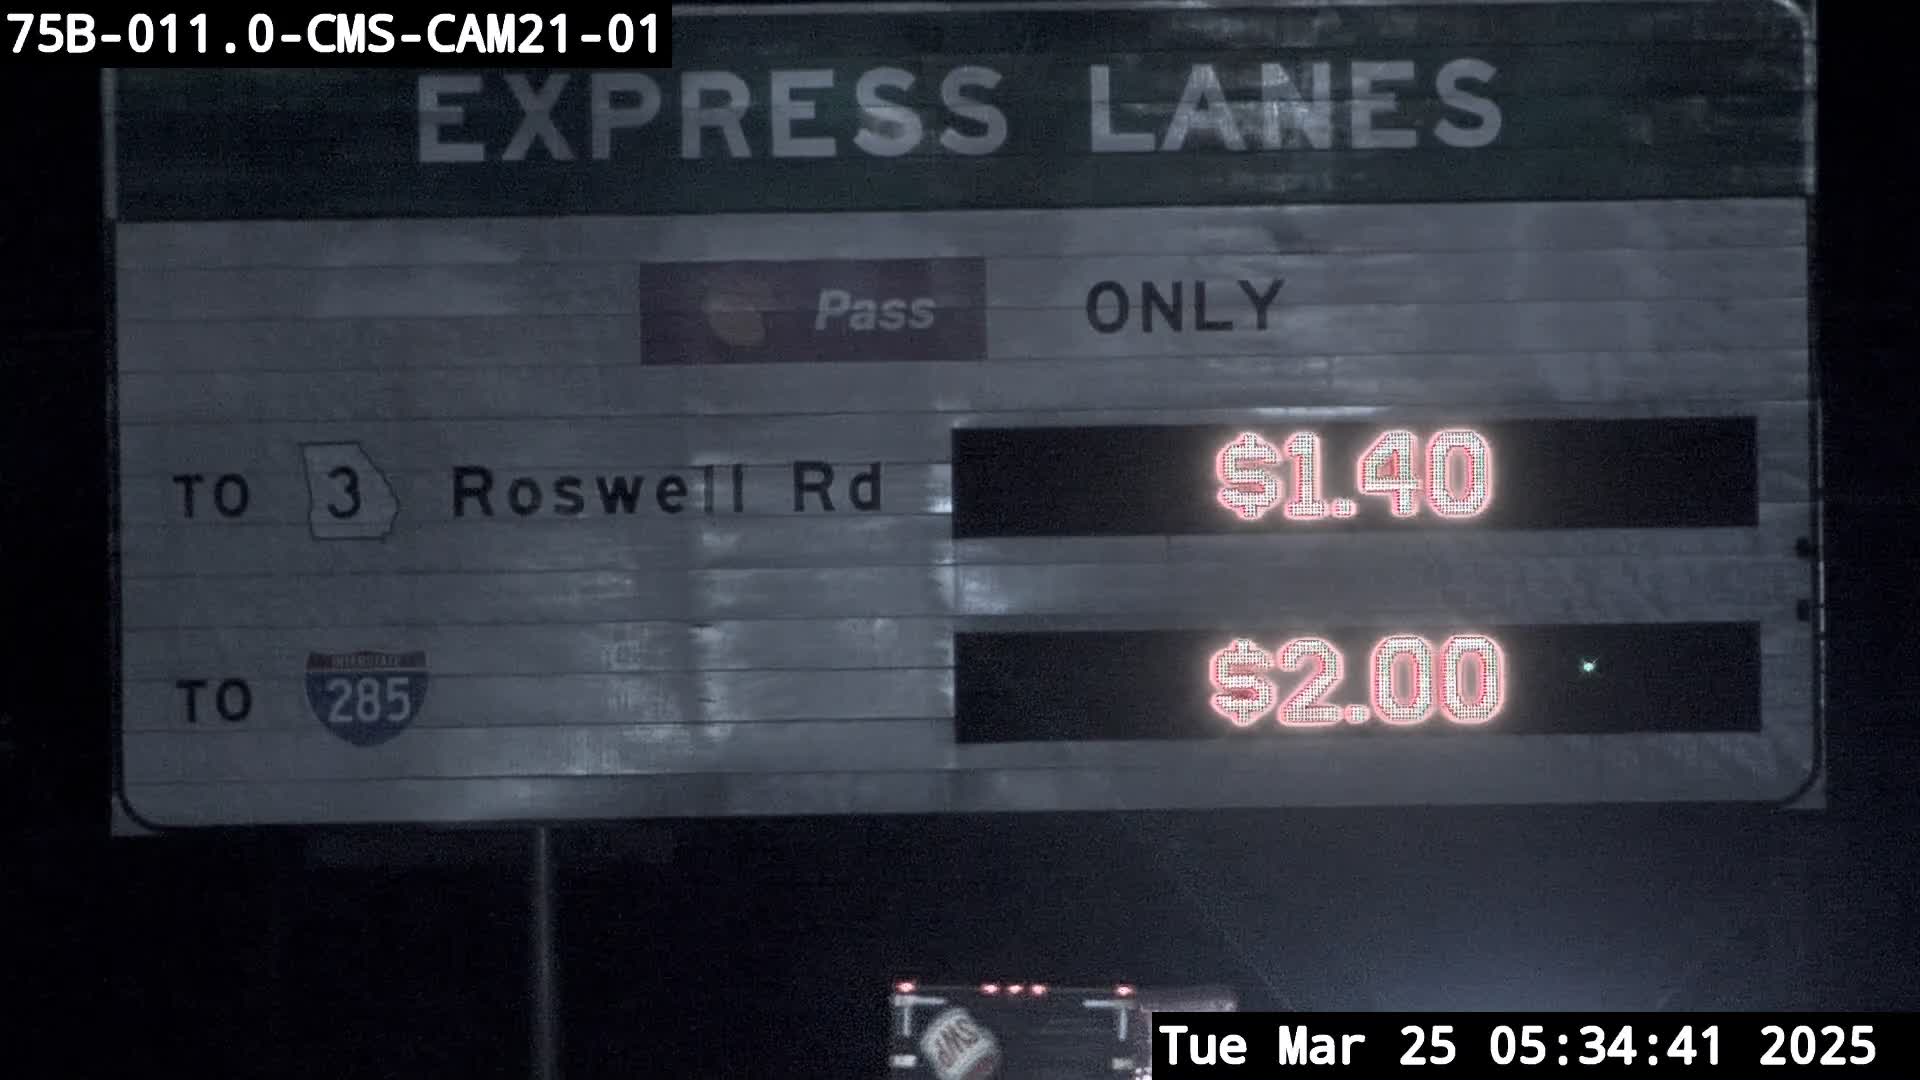 75B-011.0-CMS-CAM21-01
EXPRESS LANES
Pass ONLY
TO 3 Roswell Rd $1.40
INTERSTATE
TO 285 $2.00
Tue Mar 25 05:34:41 2025